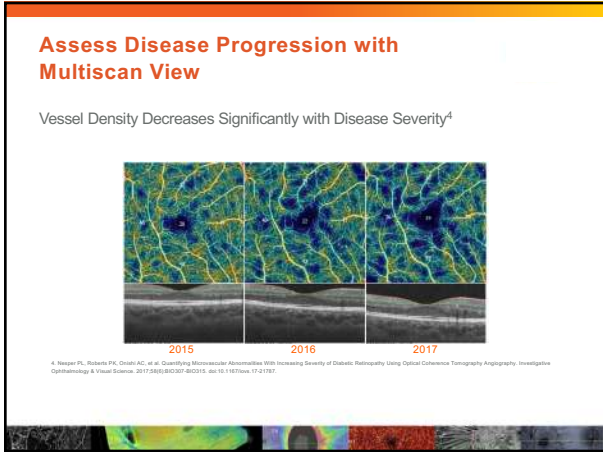 Assess Disease Progression with
Multiscan View
Vessel Density Decreases Significantly with Disease Severity4
2015
2016
2017
4. Nesper PL, Roberts PK, Onishi AC, et al. Quantifying Microvascular Abnormalities With Increasing Severity of Diabetic Retinopathy Using Optical Coherence Tomography Angiography. Investigative
Ophthalmology & Visual Science. 2017;58(6):BIO307-BIO315. doi:10.1167/iovs.17-21787.